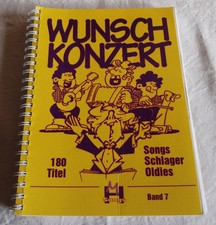 WUNSCH
KONZERT
180
Titel
Songs
Schlager
Oldies
Band 7